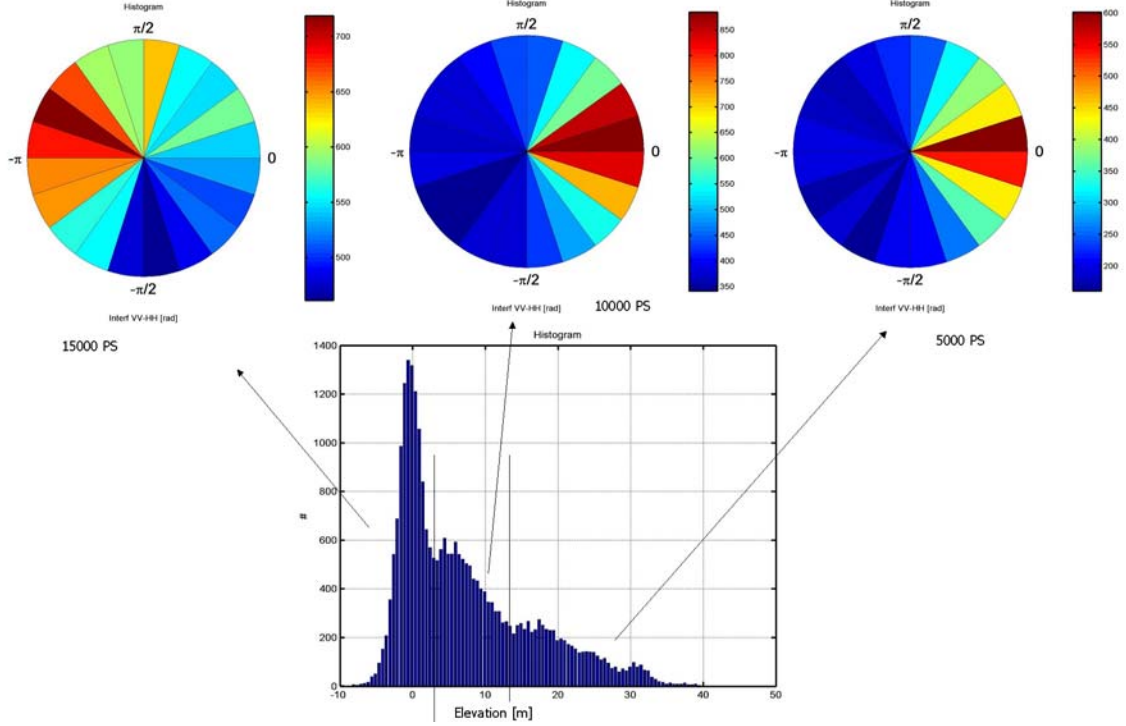 Histogram
π/2
-π
0
-π/2
Interf VV-HH [rad]
15000 PS
700
650
600
550
500
Histogram
π/2
-π
0
-π/2
Interf VV-HH [rad]
10000 PS
850
800
750
700
650
600
550
500
450
400
350
Histogram
π/2
-π
0
-π/2
Interf VV-HH [rad]
5000 PS
600
550
500
450
400
350
300
250
200
Histogram
1400
1200
1000
800
600
400
200
0
#
-10
0
10
20
30
40
50
Elevation [m]